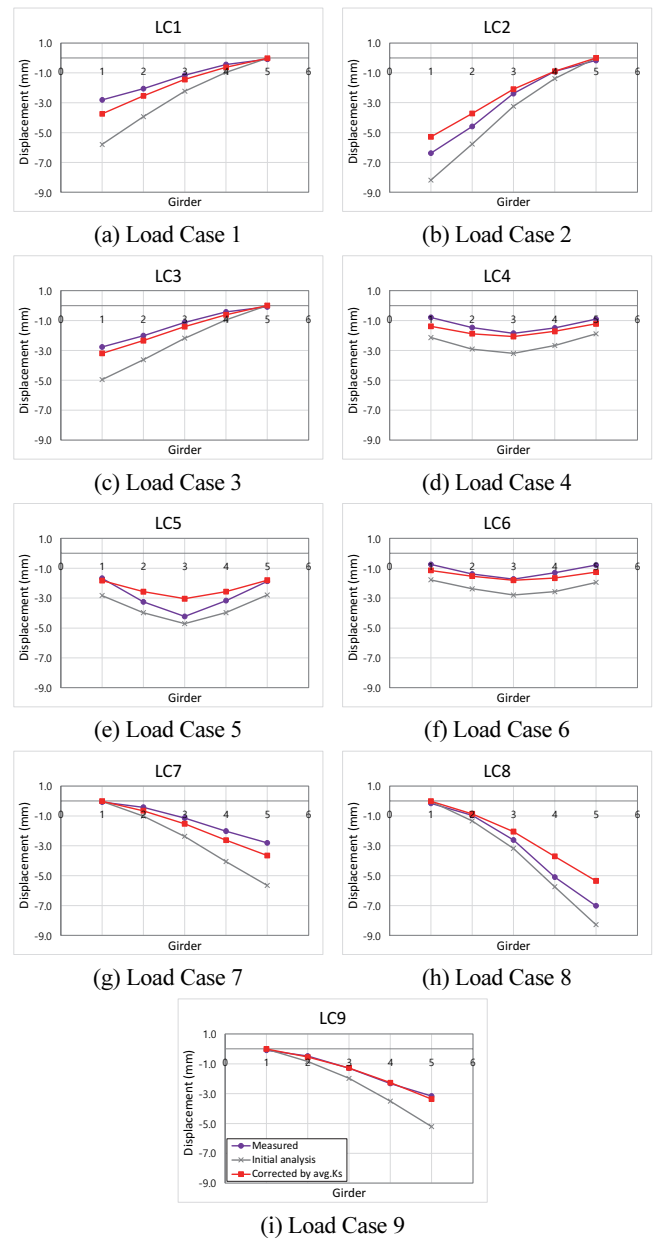 LC1
LC2
1.0
-1.0
-3.0
-5.0
-7.0
-9.0
0 1 2 3 4 5 6
Displacement (mm)
Girder
1.0
-1.0
-3.0
-5.0
-7.0
-9.0
0 1 2 3 4 5 6
Displacement (mm)
Girder
(a) Load Case 1
(b) Load Case 2
LC3
LC4
1.0
-1.0
-3.0
-5.0
-7.0
-9.0
0 1 2 3 4 5 6
Displacement (mm)
Girder
1.0
-1.0
-3.0
-5.0
-7.0
-9.0
0 1 2 3 4 5 6
Displacement (mm)
Girder
(c) Load Case 3
(d) Load Case 4
LC5
LC6
1.0
-1.0
-3.0
-5.0
-7.0
-9.0
0 1 2 3 4 5 6
Displacement (mm)
Girder
1.0
-1.0
-3.0
-5.0
-7.0
-9.0
0 1 2 3 4 5 6
Displacement (mm)
Girder
(e) Load Case 5
(f) Load Case 6
LC7
LC8
1.0
-1.0
-3.0
-5.0
-7.0
-9.0
0 1 2 3 4 5 6
Displacement (mm)
Girder
1.0
-1.0
-3.0
-5.0
-7.0
-9.0
0 1 2 3 4 5 6
Displacement (mm)
Girder
(g) Load Case 7
(h) Load Case 8
LC9
1.0
-1.0
-3.0
-5.0
-7.0
-9.0
0 1 2 3 4 5 6
Displacement (mm)
Measured
Initial analysis
Corrected by avg.Ks
Girder
(i) Load Case 9